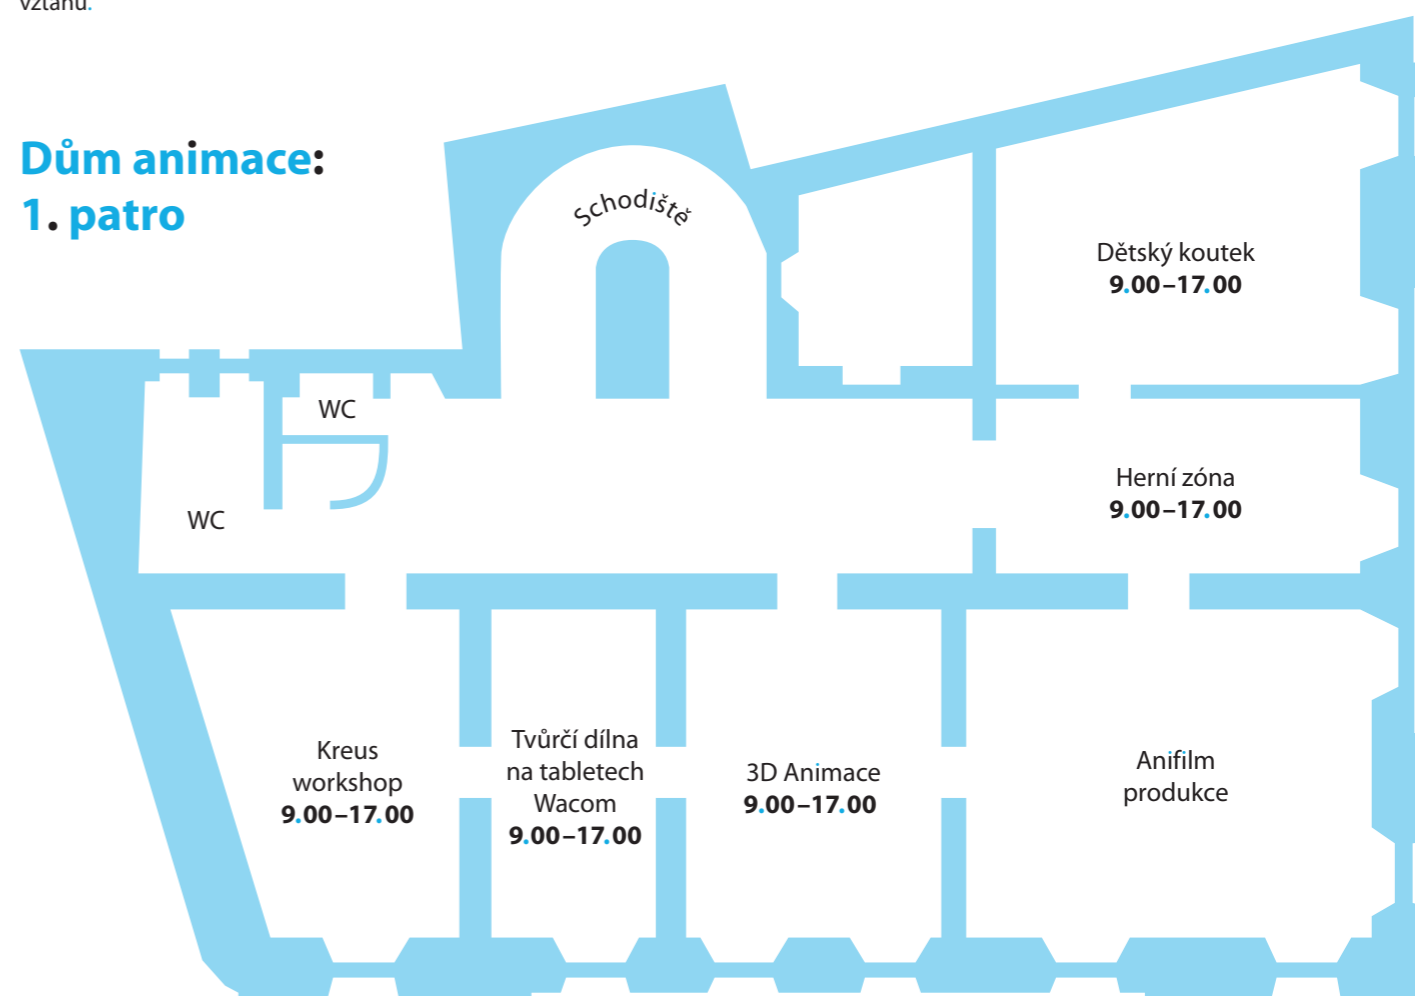 vztahů.
Dům animace:
1. patro
Schodiště
Dětský koutek
9.00–17.00
WC
Herní zóna
9.00–17.00
WC
Kreus
workshop
9.00–17.00
Tvůrčí dílna
na tabletech
Wacom
9.00–17.00
3D Animace
9.00–17.00
Anifilm
produkce